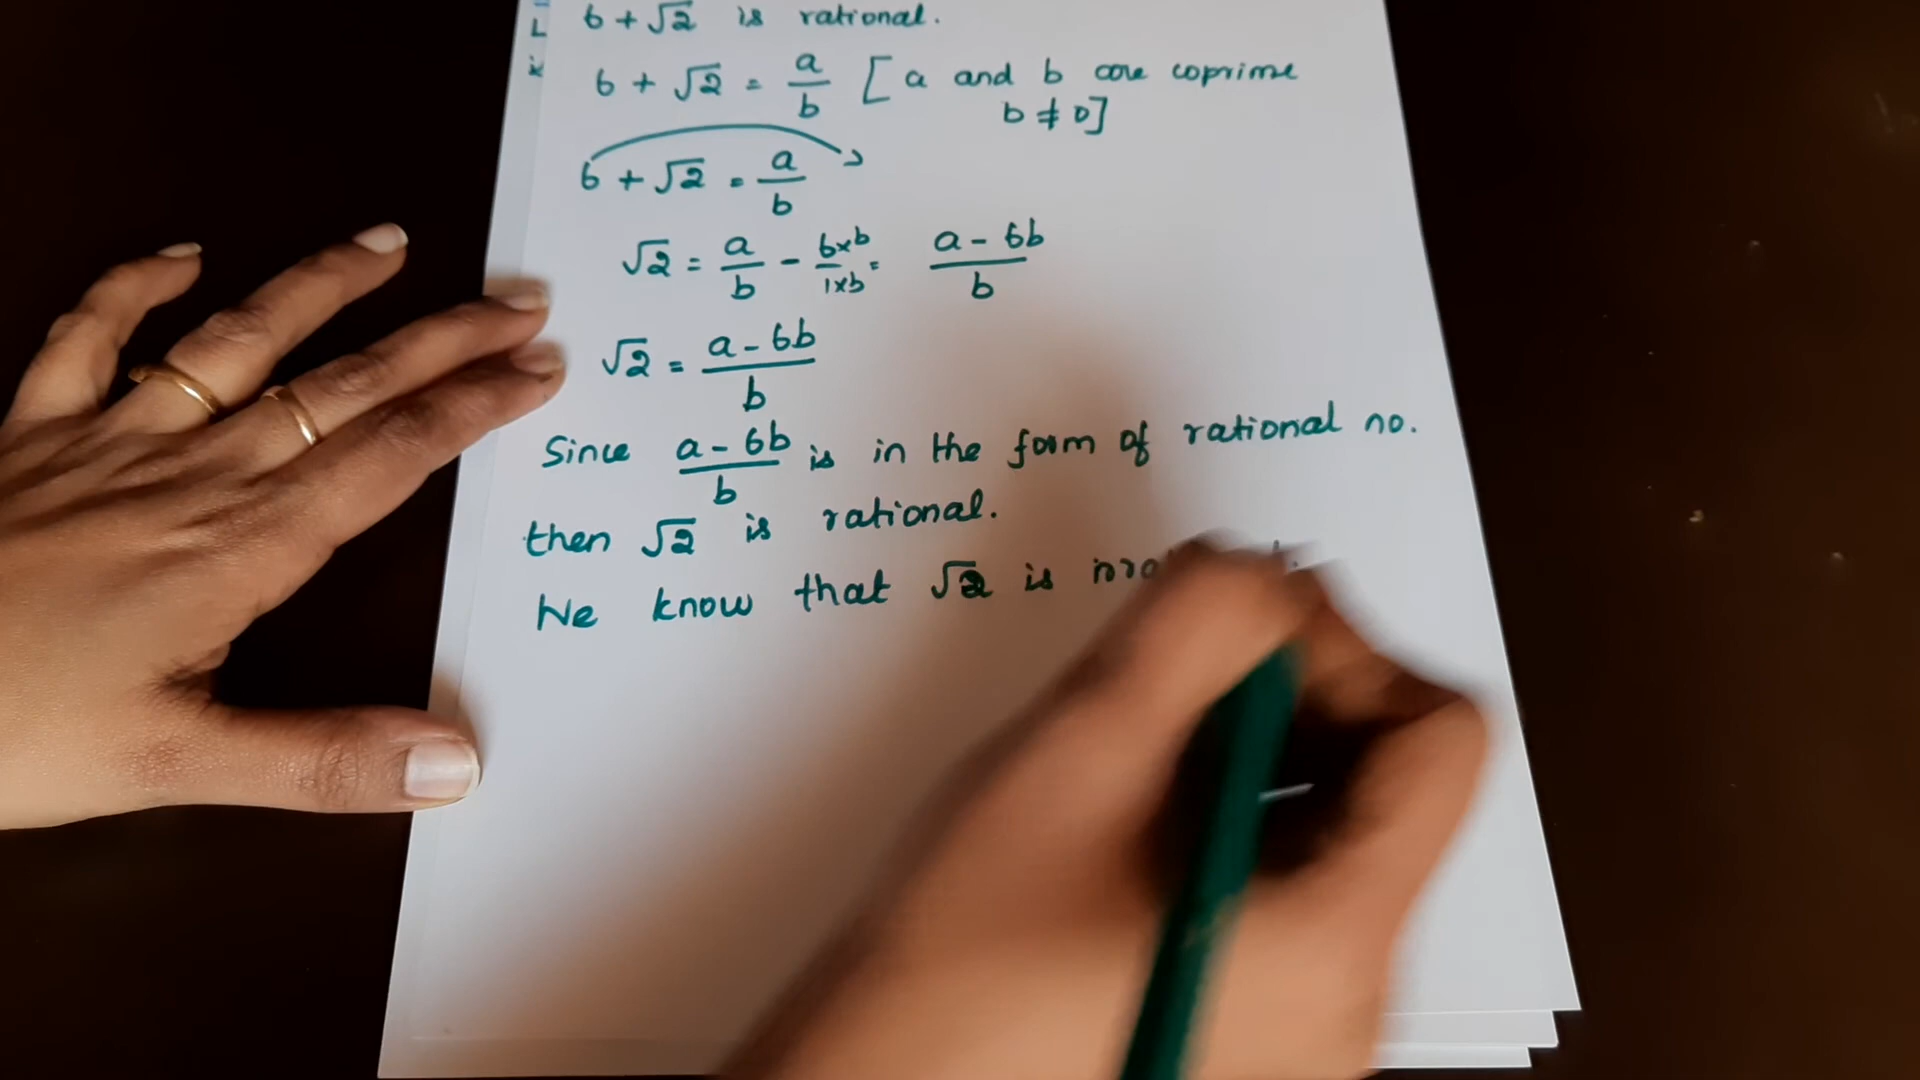 6 + √2 is rational.
6 + √2 = a/b [a and b are coprime
b ≠ 0]
6 + √2 = a/b
√2 = a/b - 6×b/1×b = a - 6b/b
√2 = a - 6b/b
Since a - 6b/b is in the form of rational no.
then √2 is rational.
We know that √2 is